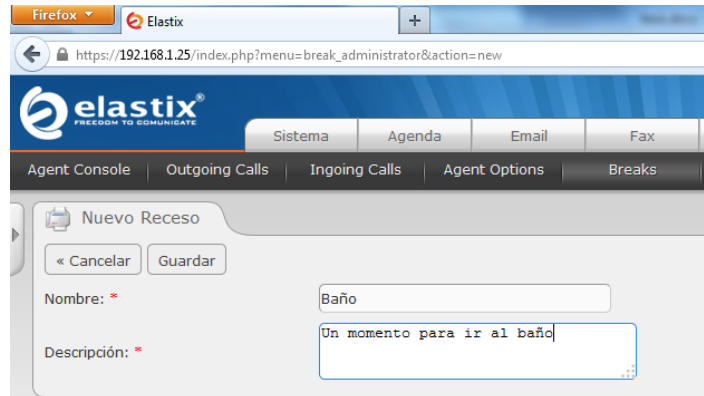 Firefox
Elastix
https://192.168.1.25/index.php?menu=break_administrator&action=new
elastix®
FREEDOM TO COMUNICATE
Sistema Agenda Email Fax
Agent Console Outgoing Calls Ingoing Calls Agent Options Breaks
Nuevo Receso
« Cancelar Guardar
Nombre: * Baño
Descripción: * Un momento para ir al baño